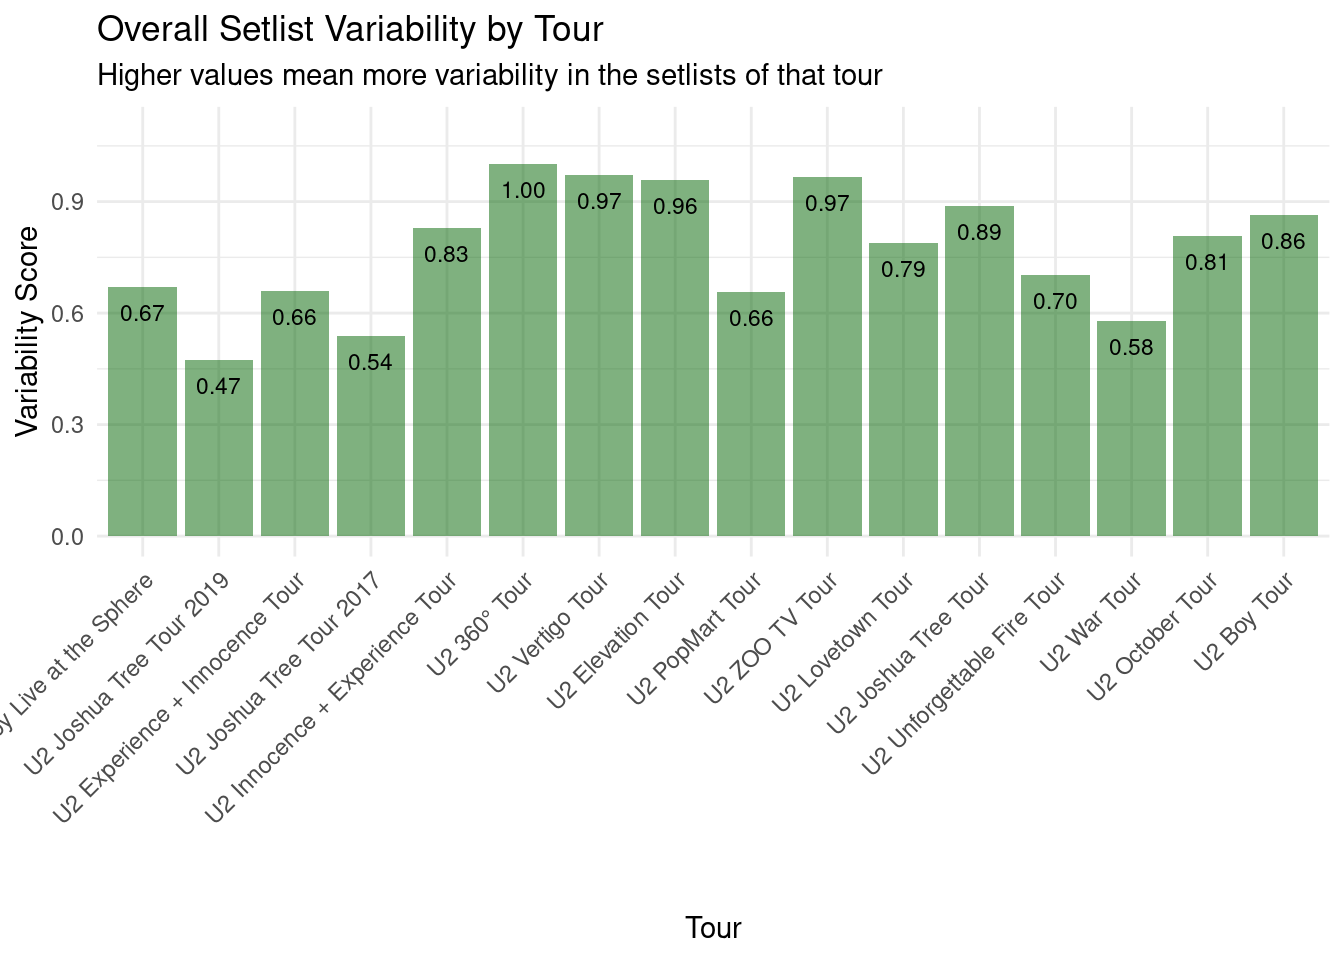 Overall Setlist Variability by Tour
Higher values mean more variability in the setlists of that tour
Variability Score
0.9
0.6
0.3
0.0
0.67
0.47
0.66
0.54
0.83
1.00
0.97
0.96
0.66
0.97
0.79
0.89
0.70
0.58
0.81
0.86
Live at the Sphere
U2 Joshua Tree Tour 2019
U2 Experience + Innocence Tour
U2 Joshua Tree Tour 2017
U2 Innocence + Experience Tour
U2 360° Tour
U2 Vertigo Tour
U2 Elevation Tour
U2 PopMart Tour
U2 ZOO TV Tour
U2 Lovetown Tour
U2 Joshua Tree Tour
U2 Unforgettable Fire Tour
U2 War Tour
U2 October Tour
U2 Boy Tour
Tour